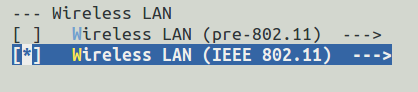 --- Wireless LAN
[ ] Wireless LAN (pre-802.11) --->
[*] Wireless LAN (IEEE 802.11) --->